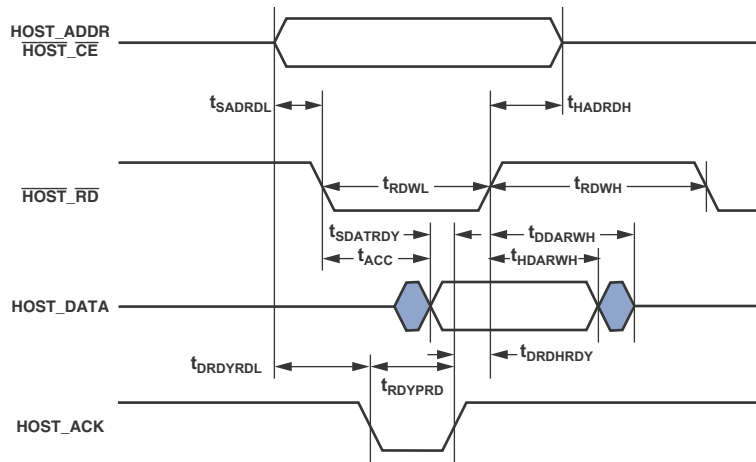 HOST_ADDR
HOST_CE
tSADRDL
tHADRDH
HOST_RD
tRDWL
tRDWH
tSDATRDY
tDDARWH
tACC
tHDARWH
HOST_DATA
tDRDYRDL
tDRDHRDY
tRDYPRD
HOST_ACK